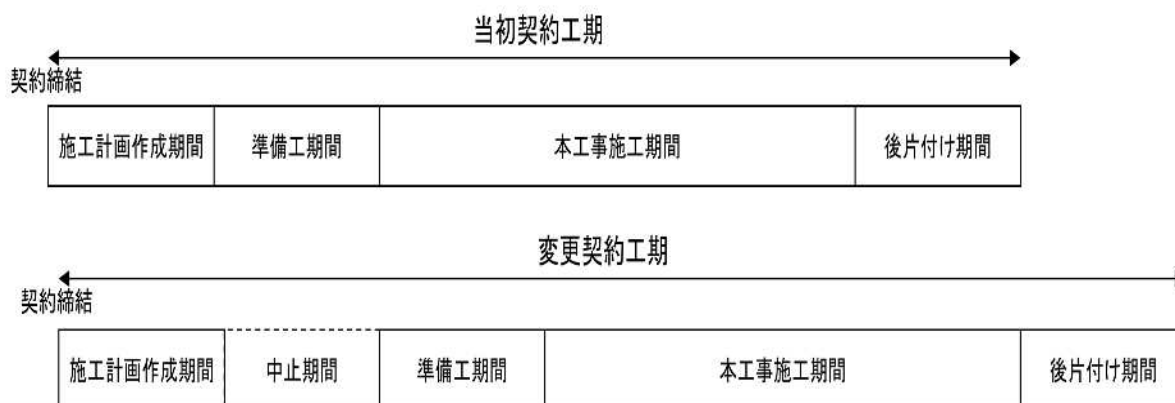 当初契約工期
契約締結
施工計画作成期間 準備工期間 本工事施工期間 後片付け期間
変更契約工期
契約締結
施工計画作成期間 中止期間 準備工期間 本工事施工期間 後片付け期間